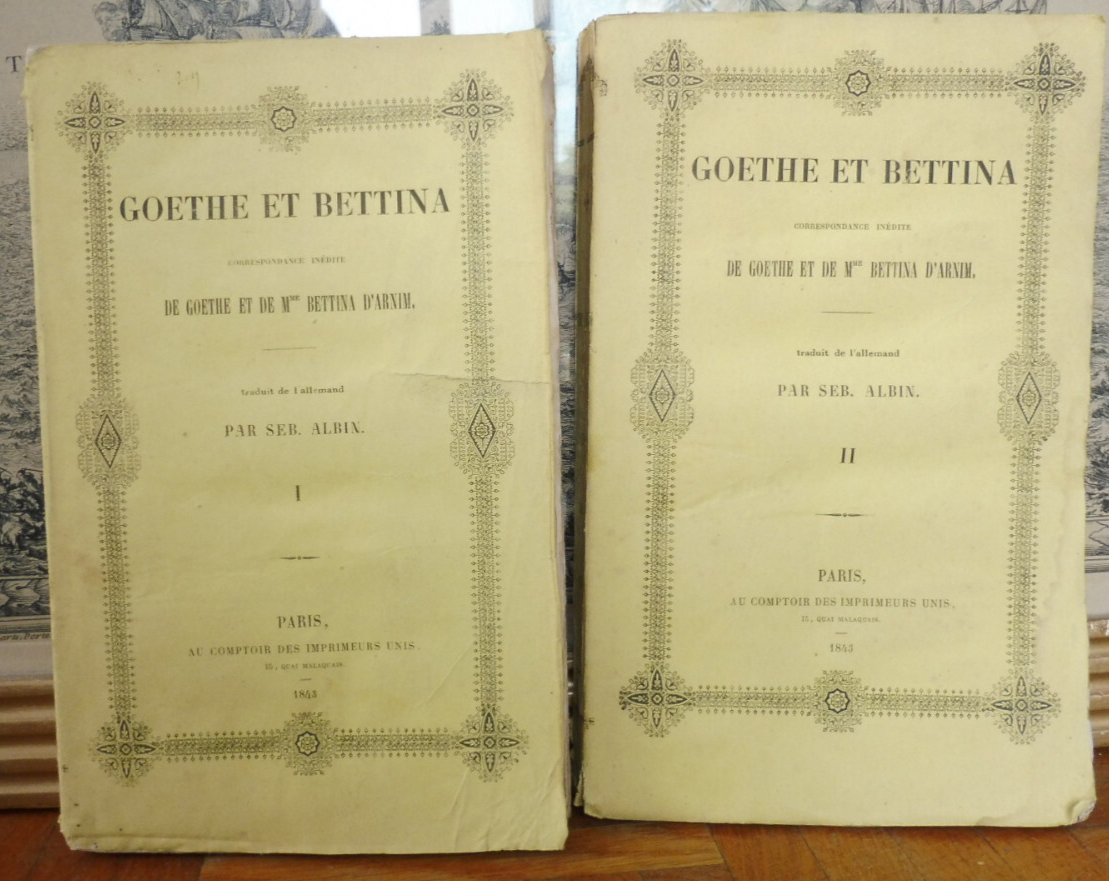 GOETHE ET BETTINA
CORRESPONDANCE INÉDITE
DE GOETHE ET DE Mme BETTINA D'ARNIM.
traduit de l'allemand
PAR SEB. ALBIN.
I
PARIS,
AU COMPTOIR DES IMPRIMEURS UNIS,
15, QUAI MALAQUAIS.
1843
GOETHE ET BETTINA
CORRESPONDANCE INÉDITE
DE GOETHE ET DE Mme BETTINA D'ARNIM.
traduit de l'allemand
PAR SEB. ALBIN.
II
PARIS,
AU COMPTOIR DES IMPRIMEURS UNIS,
15, QUAI MALAQUAIS.
1843